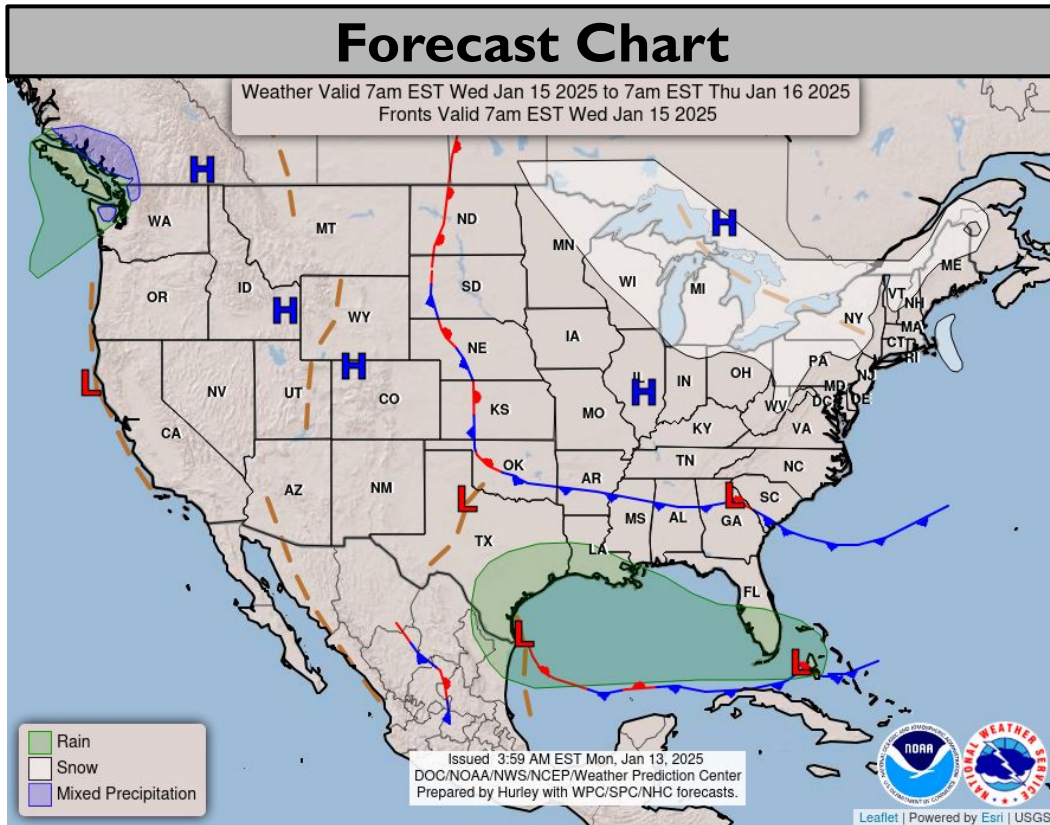 Forecast Chart
Weather Valid 7am EST Wed Jan 15 2025 to 7am EST Thu Jan 16 2025
Fronts Valid 7am EST Wed Jan 15 2025
H
H
WA
MT
ND
MN
ME
OR
ID
H
WY
SD
WI
MI
VT
NH
NY
MA
CT
RI
L
NV
UT
H
CO
NE
IA
IL
H
IN
OH
PA
NJ
MD
DE
DC
WV
VA
CA
KS
MO
KY
AZ
NM
OK
AR
TN
NC
L
L
SC
TX
LA
MS
AL
GA
FL
L
L
Rain
Snow
Mixed Precipitation
Issued 3:59 AM EST Mon, Jan 13, 2025
DOC/NOAA/NWS/NCEP/Weather Prediction Center
Prepared by Hurley with WPC/SPC/NHC forecasts.
NOAA
NATIONAL WEATHER SERVICE
Leaflet | Powered by Esri | USGS